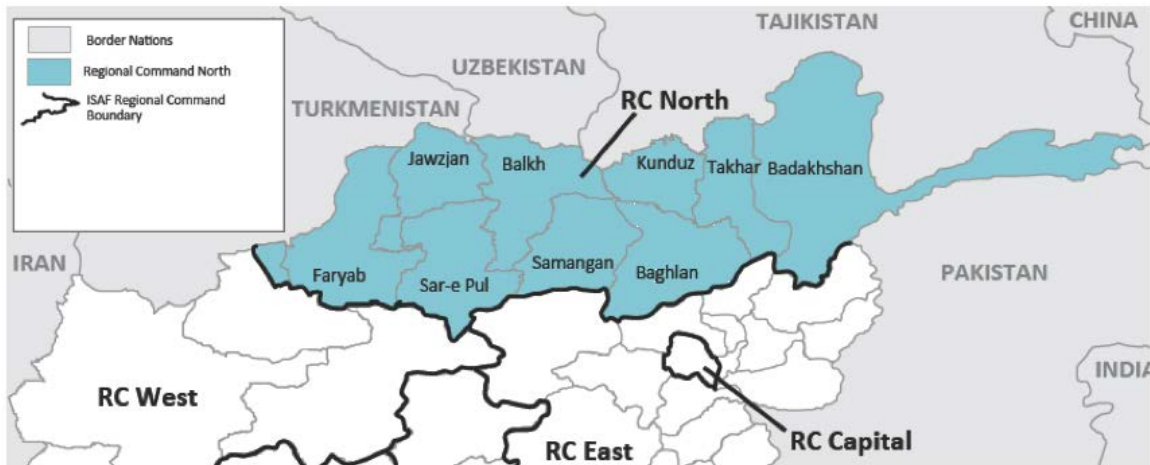 Border Nations
Regional Command North
ISAF Regional Command
Boundary
TAJIKISTAN
CHINA
UZBEKISTAN
TURKMENISTAN
RC North
Jawzjan
Balkh
Kunduz
Takhar
Badakhshan
IRAN
Faryab
Sar-e Pul
Samangan
Baghlan
PAKISTAN
INDIA
RC West
RC East
RC Capital